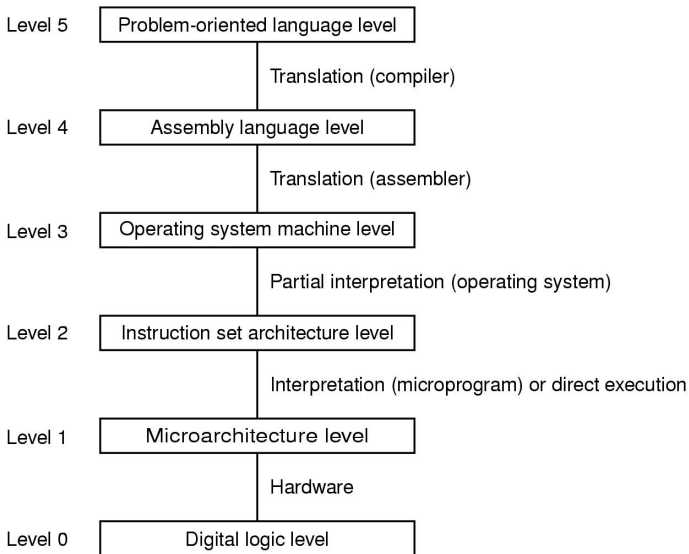 Level 5 Problem-oriented language level
Translation (compiler)
Level 4 Assembly language level
Translation (assembler)
Level 3 Operating system machine level
Partial interpretation (operating system)
Level 2 Instruction set architecture level
Interpretation (microprogram) or direct execution
Level 1 Microarchitecture level
Hardware
Level 0 Digital logic level